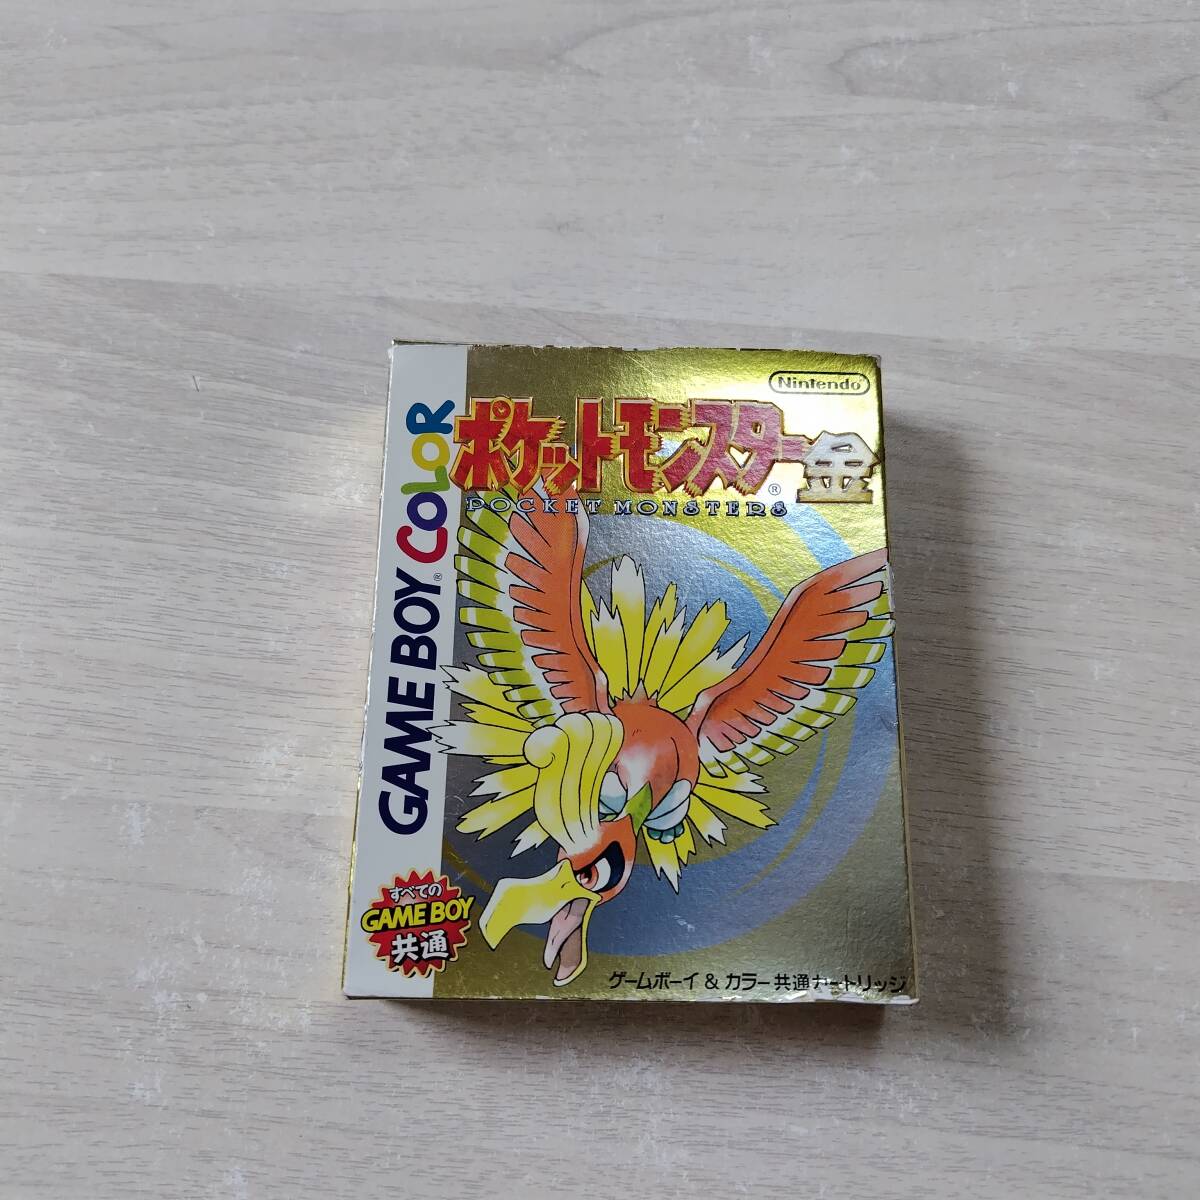 Nintendo
ポケットモンスター金
POCKET MONSTERS®
GAME BOY® COLOR
すべての
GAME BOY
共通
ゲームボーイ & カラー共通カートリッジ